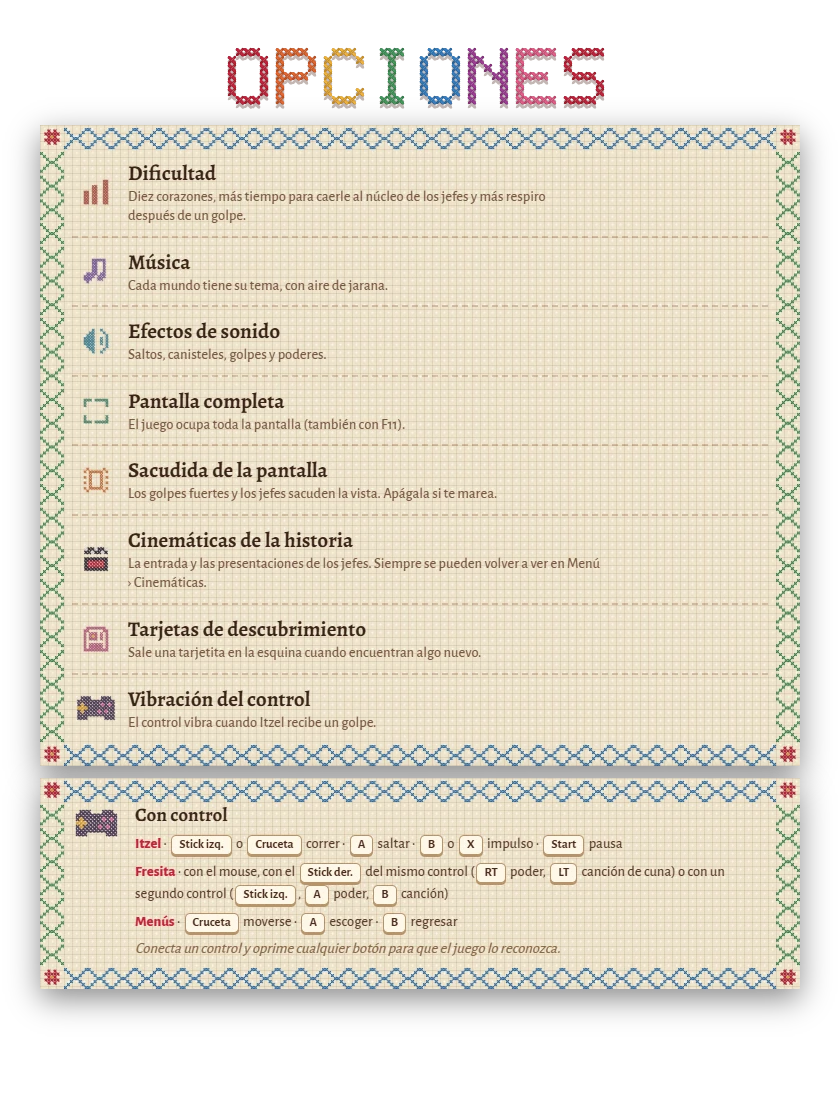 OPCIONES
Dificultad
Diez corazones, más tiempo para caerle al núcleo de los jefes y más respiro
después de un golpe.
Música
Cada mundo tiene su tema, con aire de jarana.
Efectos de sonido
Saltos, canisteles, golpes y poderes.
Pantalla completa
El juego ocupa toda la pantalla (también con F11).
Sacudida de la pantalla
Los golpes fuertes y los jefes sacuden la vista. Apágala si te marea.
Cinemáticas de la historia
La entrada y las presentaciones de los jefes. Siempre se pueden volver a ver en Menú
› Cinemáticas.
Tarjetas de descubrimiento
Sale una tarjetita en la esquina cuando encuentran algo nuevo.
Vibración del control
El control vibra cuando Itzel recibe un golpe.
Con control
Itzel · Stick izq. o Cruceta correr · A saltar · B o X impulso · Start pausa
Fresita · con el mouse, con el Stick der. del mismo control ( RT poder, LT canción de cuna) o con un
segundo control ( Stick izq. , A poder, B canción)
Menús · Cruceta moverse · A escoger · B regresar
Conecta un control y oprime cualquier botón para que el juego lo reconozca.